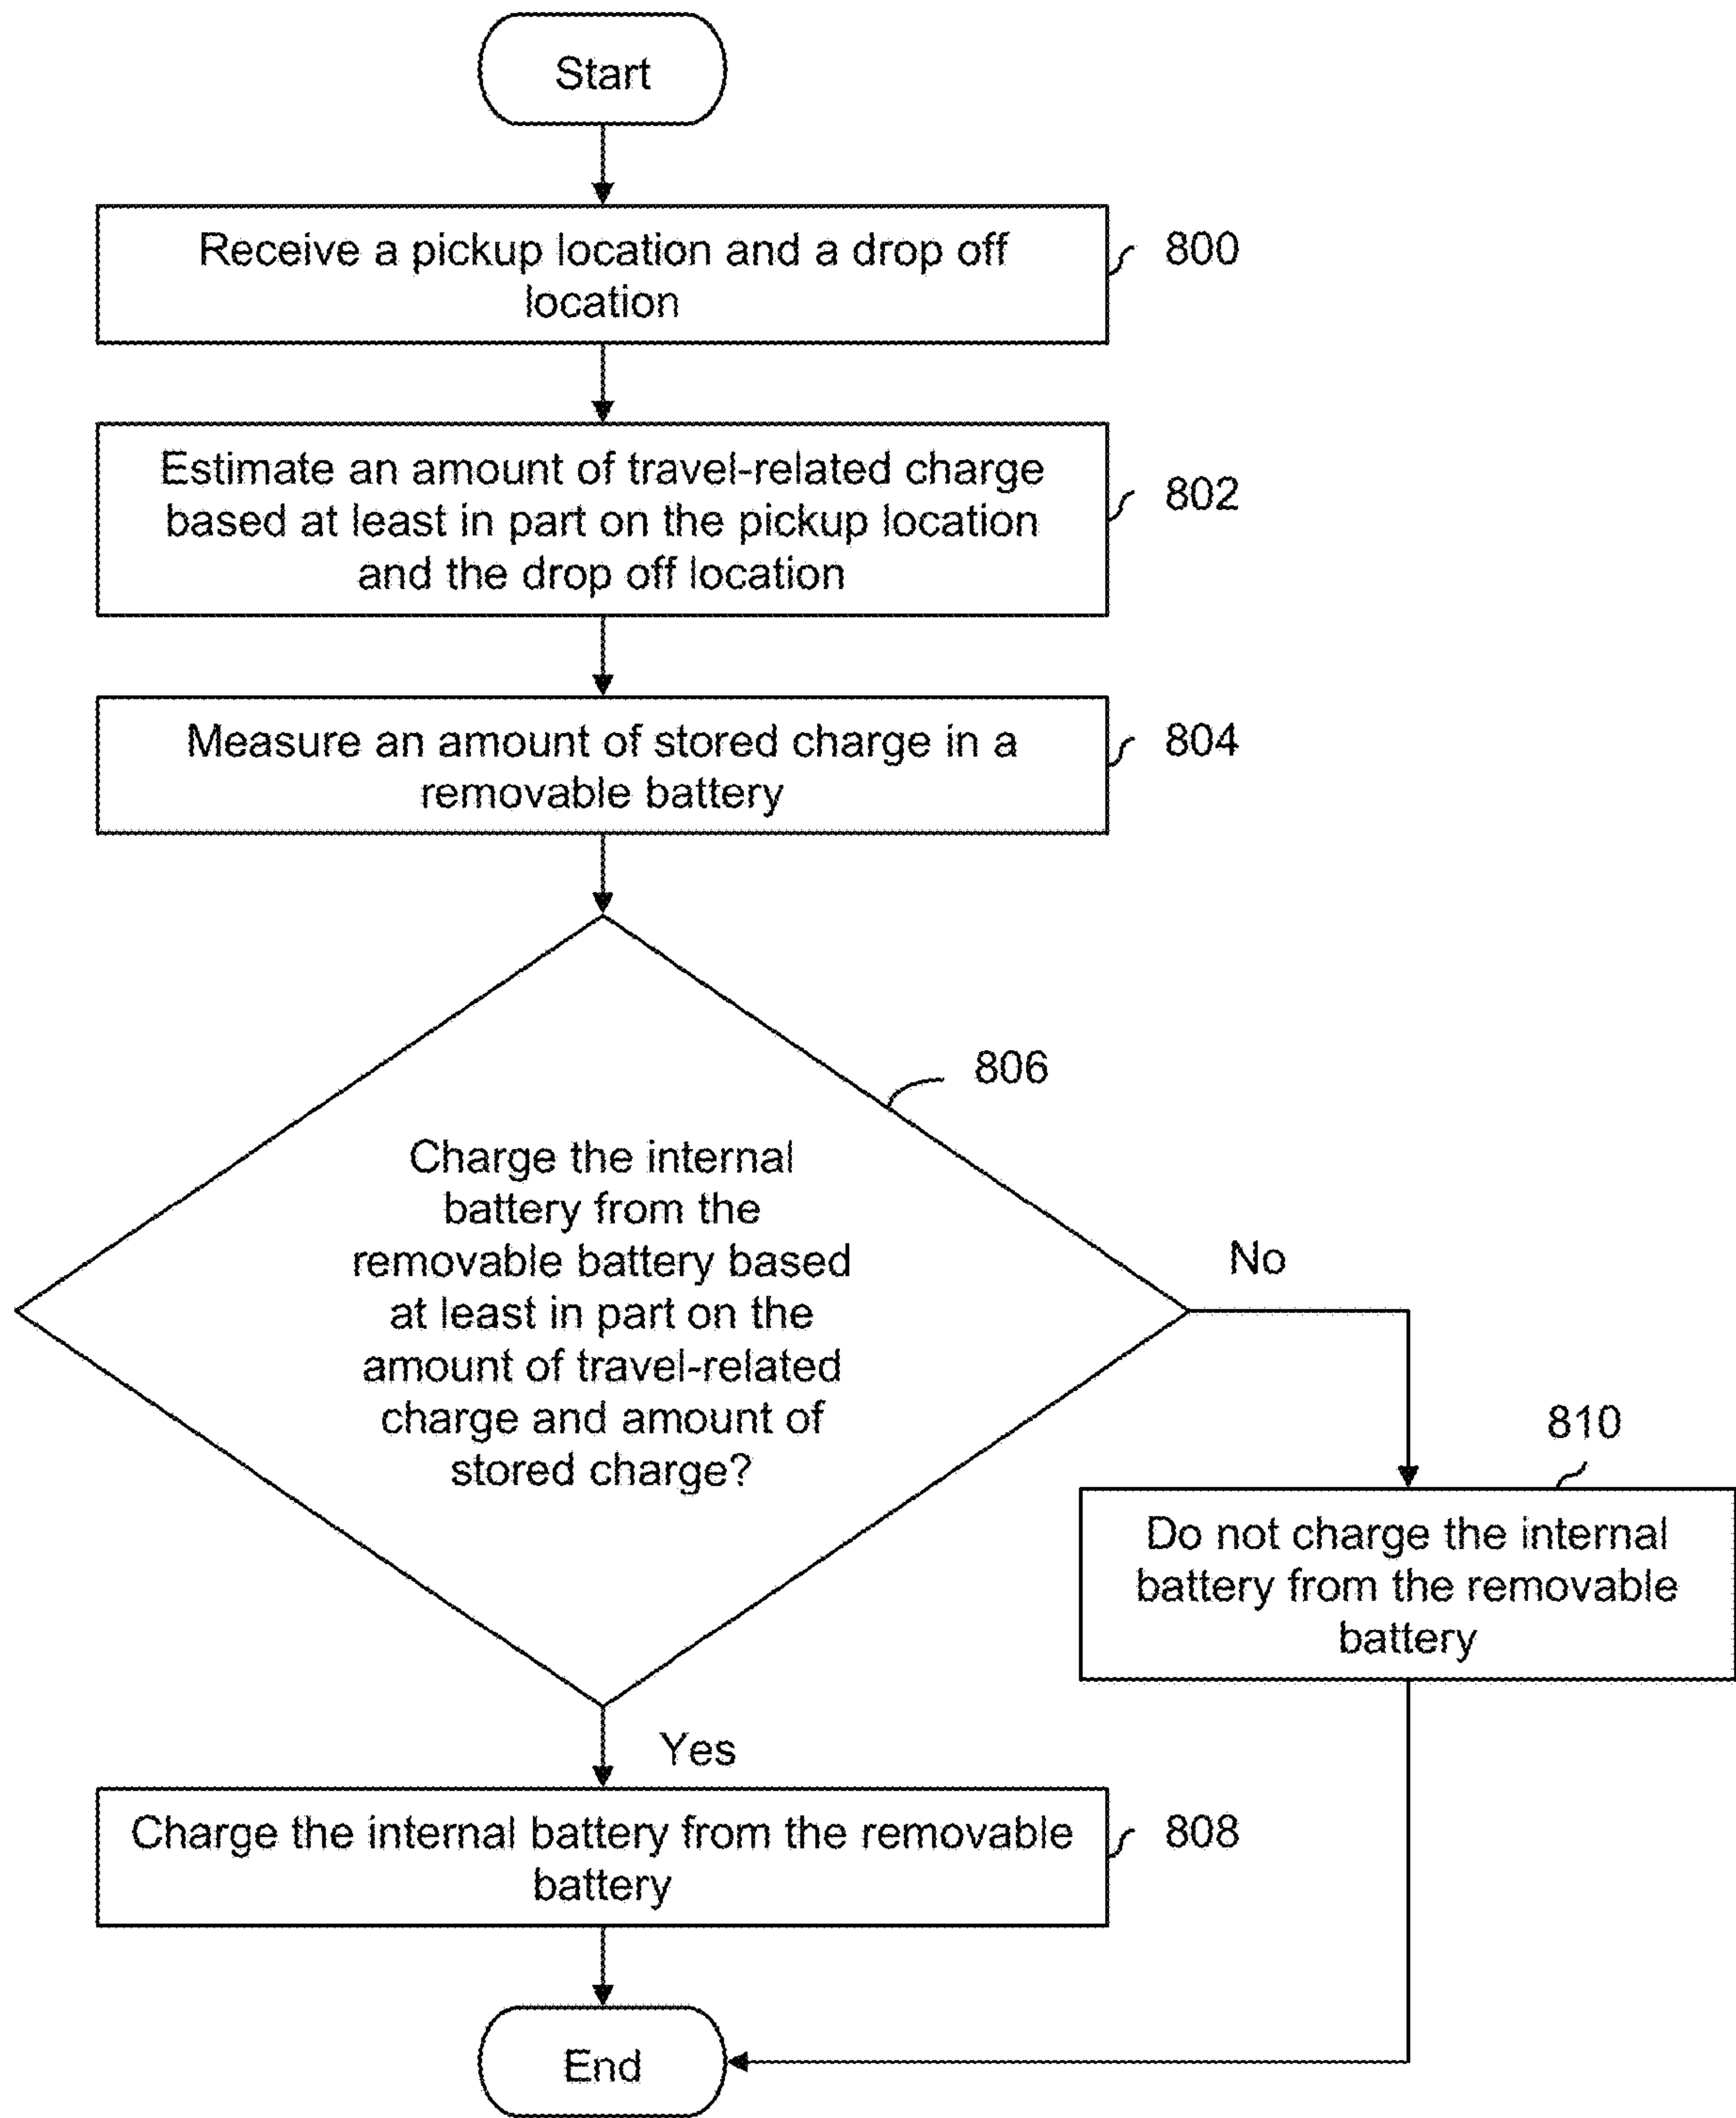 Start
Receive a pickup location and a drop off
location
800
Estimate an amount of travel-related charge
based at least in part on the pickup location
and the drop off location
802
Measure an amount of stored charge in a
removable battery
804
806
Charge the internal
battery from the
removable battery based
at least in part on the
amount of travel-related
charge and amount of
stored charge?
No
810
Do not charge the internal
battery from the removable
battery
Yes
Charge the internal battery from the removable
battery
808
End